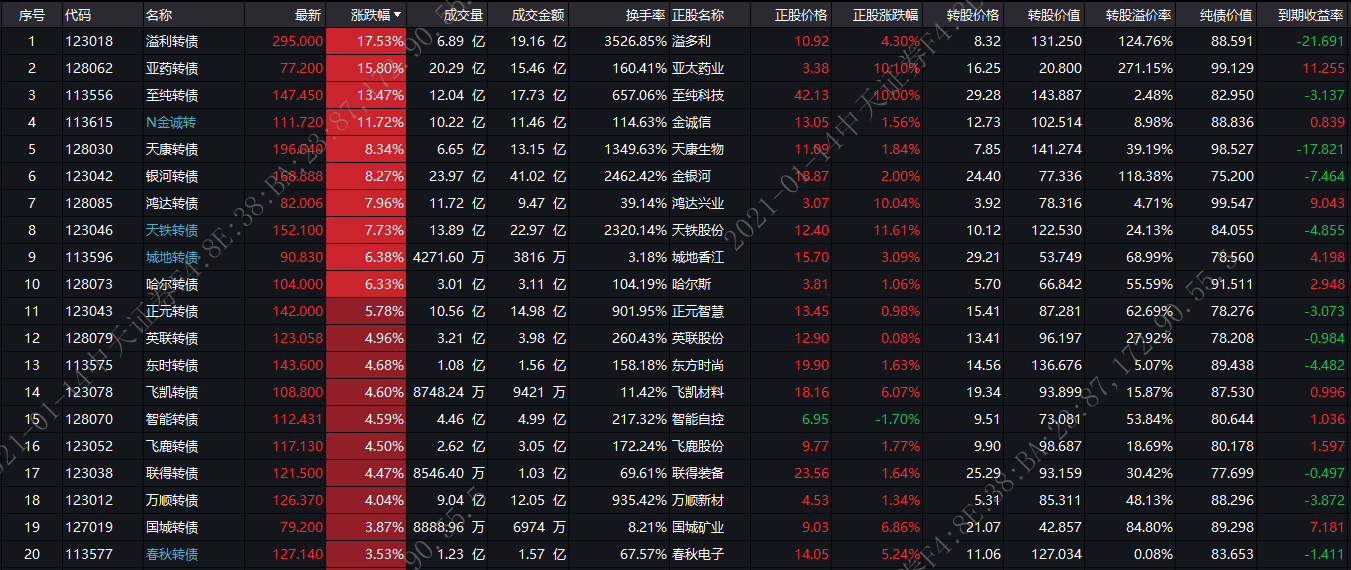 序号 代码 名称 最新 涨跌幅 成交量 成交金额 换手率 正股名称 正股价格 正股涨跌幅 转股价格 转股价值 转股溢价率 纯债价值 到期收益率
1 123018 溢利转债 295.000 17.53% 6.89 亿 19.16 亿 3526.85% 溢多利 10.92 4.30% 8.32 131.250 124.76% 88.591 -21.691
2 128062 亚药转债 77.200 15.80% 20.29 亿 15.46 亿 160.41% 亚太药业 3.38 10.10% 16.25 20.800 271.15% 99.129 11.255
3 113556 至纯转债 147.450 13.47% 12.04 亿 17.73 亿 657.06% 至纯科技 42.13 10.00% 29.28 143.887 2.48% 82.950 -3.137
4 113615 N金诚转 111.720 11.72% 10.22 亿 11.46 亿 114.63% 金诚信 13.05 1.56% 12.73 102.514 8.98% 88.836 0.839
5 128030 天康转债 196.640 8.34% 6.65 亿 13.15 亿 1349.63% 天康生物 11.09 1.84% 7.85 141.274 39.19% 98.527 -17.821
6 123042 银河转债 168.888 8.27% 23.97 亿 41.02 亿 2462.42% 金银河 18.87 2.00% 24.40 77.336 118.38% 75.200 -7.464
7 128085 鸿达转债 82.006 7.96% 11.72 亿 9.47 亿 39.14% 鸿达兴业 3.07 10.04% 3.92 78.316 4.71% 99.547 9.043
8 123046 天铁转债 152.100 7.73% 13.89 亿 22.97 亿 2320.14% 天铁股份 12.40 11.61% 10.12 122.530 24.13% 84.055 -4.855
9 113596 城地转债 90.830 6.38% 4271.60 万 3816 万 3.18% 城地香江 15.70 3.09% 29.21 53.749 68.99% 78.560 4.198
10 128073 哈尔转债 104.000 6.33% 3.01 亿 3.11 亿 104.19% 哈尔斯 3.81 1.06% 5.70 66.842 55.59% 91.511 2.948
11 123043 正元转债 142.000 5.78% 10.56 亿 14.98 亿 901.95% 正元智慧 13.45 0.98% 15.41 87.281 62.69% 78.276 -3.073
12 128079 英联转债 123.058 4.96% 3.21 亿 3.98 亿 260.43% 英联股份 12.90 0.08% 13.41 96.197 27.92% 78.208 -0.984
13 113575 东时转债 143.600 4.68% 1.08 亿 1.56 亿 158.18% 东方时尚 19.90 1.63% 14.56 136.676 5.07% 89.438 -4.482
14 123078 飞凯转债 108.800 4.60% 8748.24 万 9421 万 11.42% 飞凯材料 18.16 6.07% 19.34 93.899 15.87% 87.530 0.996
15 128070 智能转债 112.431 4.59% 4.46 亿 4.99 亿 217.32% 智能自控 6.95 -1.70% 9.51 73.081 53.84% 80.644 1.036
16 123052 飞鹿转债 117.130 4.50% 2.62 亿 3.05 亿 172.24% 飞鹿股份 9.77 1.77% 9.90 98.687 18.69% 80.178 1.597
17 123038 联得转债 121.500 4.47% 8546.40 万 1.03 亿 69.61% 联得装备 23.56 1.64% 25.29 93.159 30.42% 77.699 -0.497
18 123012 万顺转债 126.370 4.04% 9.04 亿 12.05 亿 935.42% 万顺新材 4.53 1.34% 5.31 85.311 48.13% 88.296 -3.872
19 127019 国城转债 79.200 3.87% 8888.96 万 6974 万 8.21% 国城矿业 9.03 6.86% 21.07 42.857 84.80% 89.298 7.181
20 113577 春秋转债 127.140 3.53% 1.23 亿 1.57 亿 67.57% 春秋电子 14.05 5.24% 11.06 127.034 0.08% 83.653 -1.411